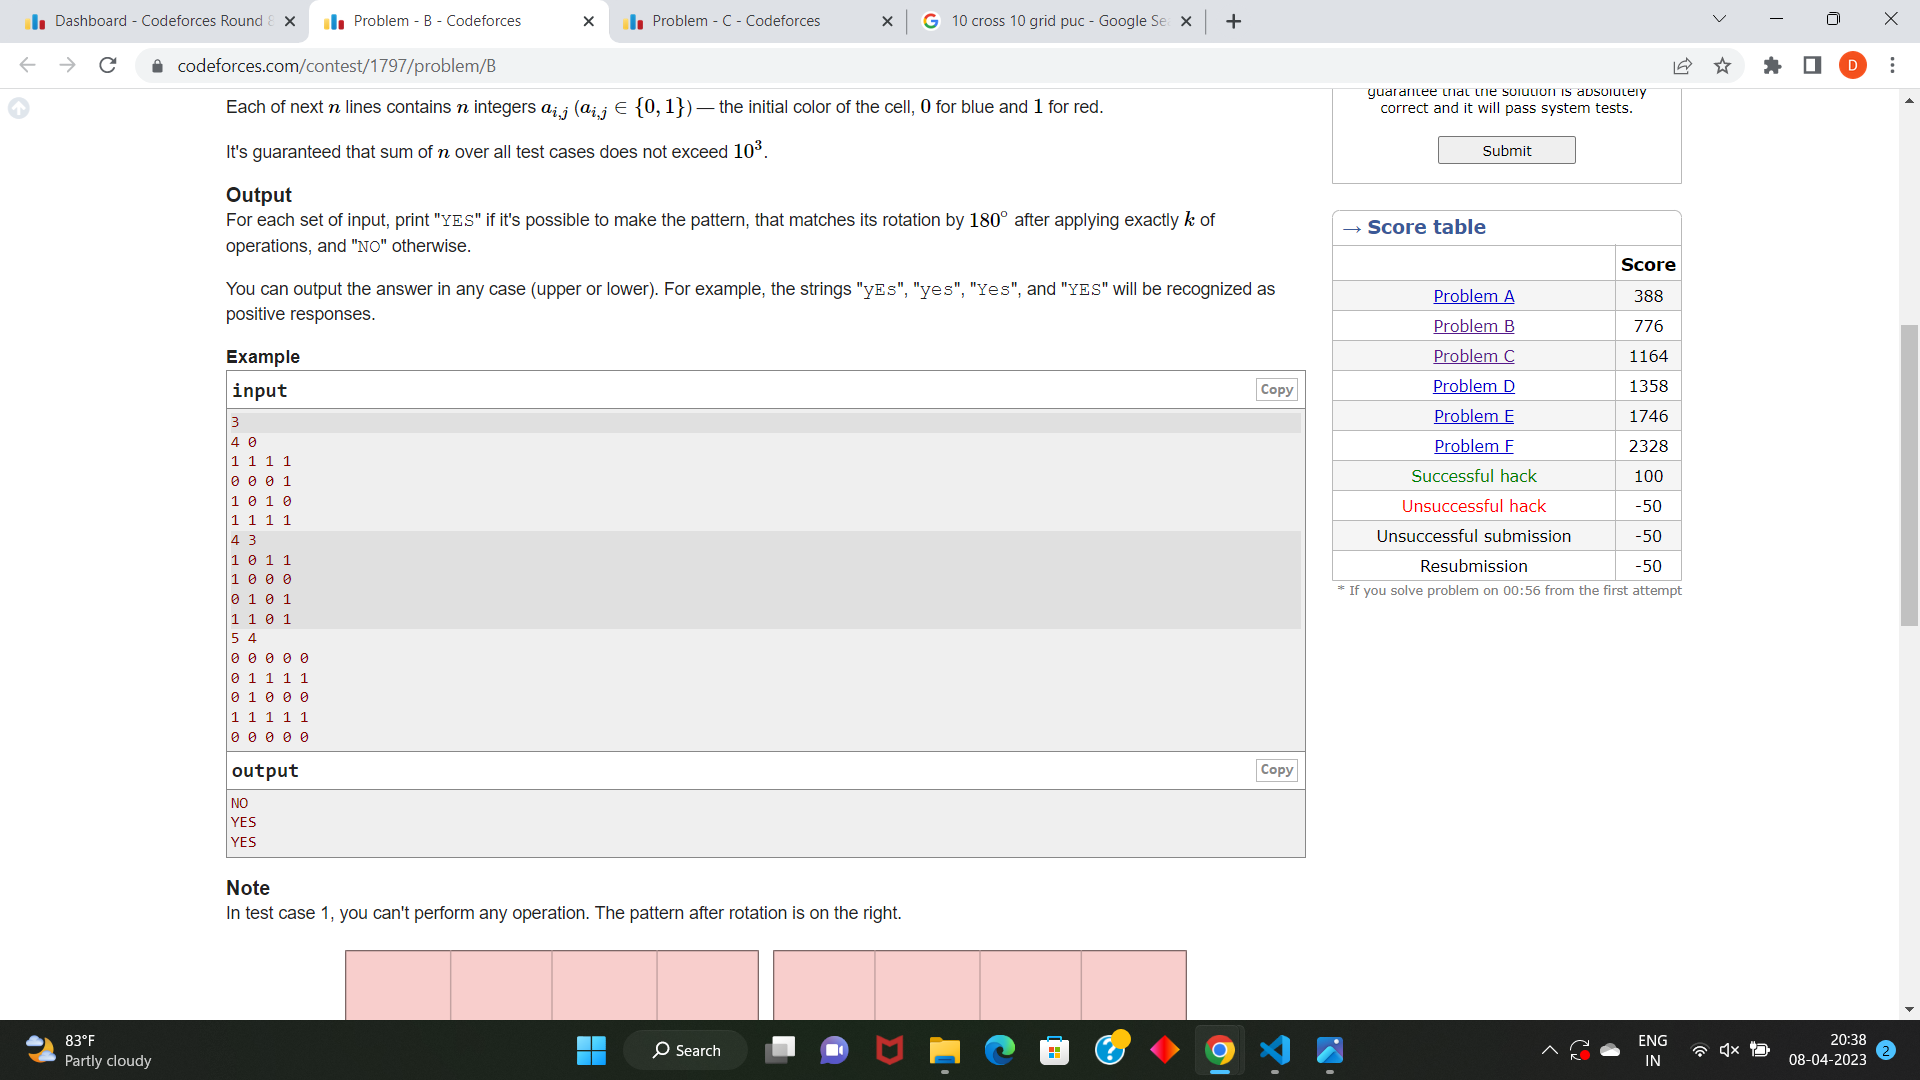 Dashboard - Codeforces Round 8
Problem - B - Codeforces
Problem - C - Codeforces
10 cross 10 grid puc - Google Se
codeforces.com/contest/1797/problem/B
D
Each of next n lines contains n integers a_{i,j} (a_{i,j} ∈ {0, 1}) — the initial color of the cell, 0 for blue and 1 for red.
It's guaranteed that sum of n over all test cases does not exceed 10^3.
Output
For each set of input, print "YES" if it's possible to make the pattern, that matches its rotation by 180° after applying exactly k of
operations, and "NO" otherwise.
You can output the answer in any case (upper or lower). For example, the strings "yEs", "yes", "Yes", and "YES" will be recognized as
positive responses.
Example
input
Copy
3
4 0
1 1 1 1
0 0 0 1
1 0 1 0
1 1 1 1
4 3
1 0 1 1
1 0 0 0
0 1 0 1
1 1 0 1
5 4
0 0 0 0 0
0 1 1 1 1
0 1 0 0 0
1 1 1 1 1
0 0 0 0 0
output
Copy
NO
YES
YES
Note
In test case 1, you can't perform any operation. The pattern after rotation is on the right.
guarantee that the solution is absolutely
correct and it will pass system tests.
Submit
→ Score table
Score
Problem A 388
Problem B 776
Problem C 1164
Problem D 1358
Problem E 1746
Problem F 2328
Successful hack 100
Unsuccessful hack -50
Unsuccessful submission -50
Resubmission -50
* If you solve problem on 00:56 from the first attempt
83°F
Partly cloudy
Search
ENG
IN
20:38
08-04-2023
2